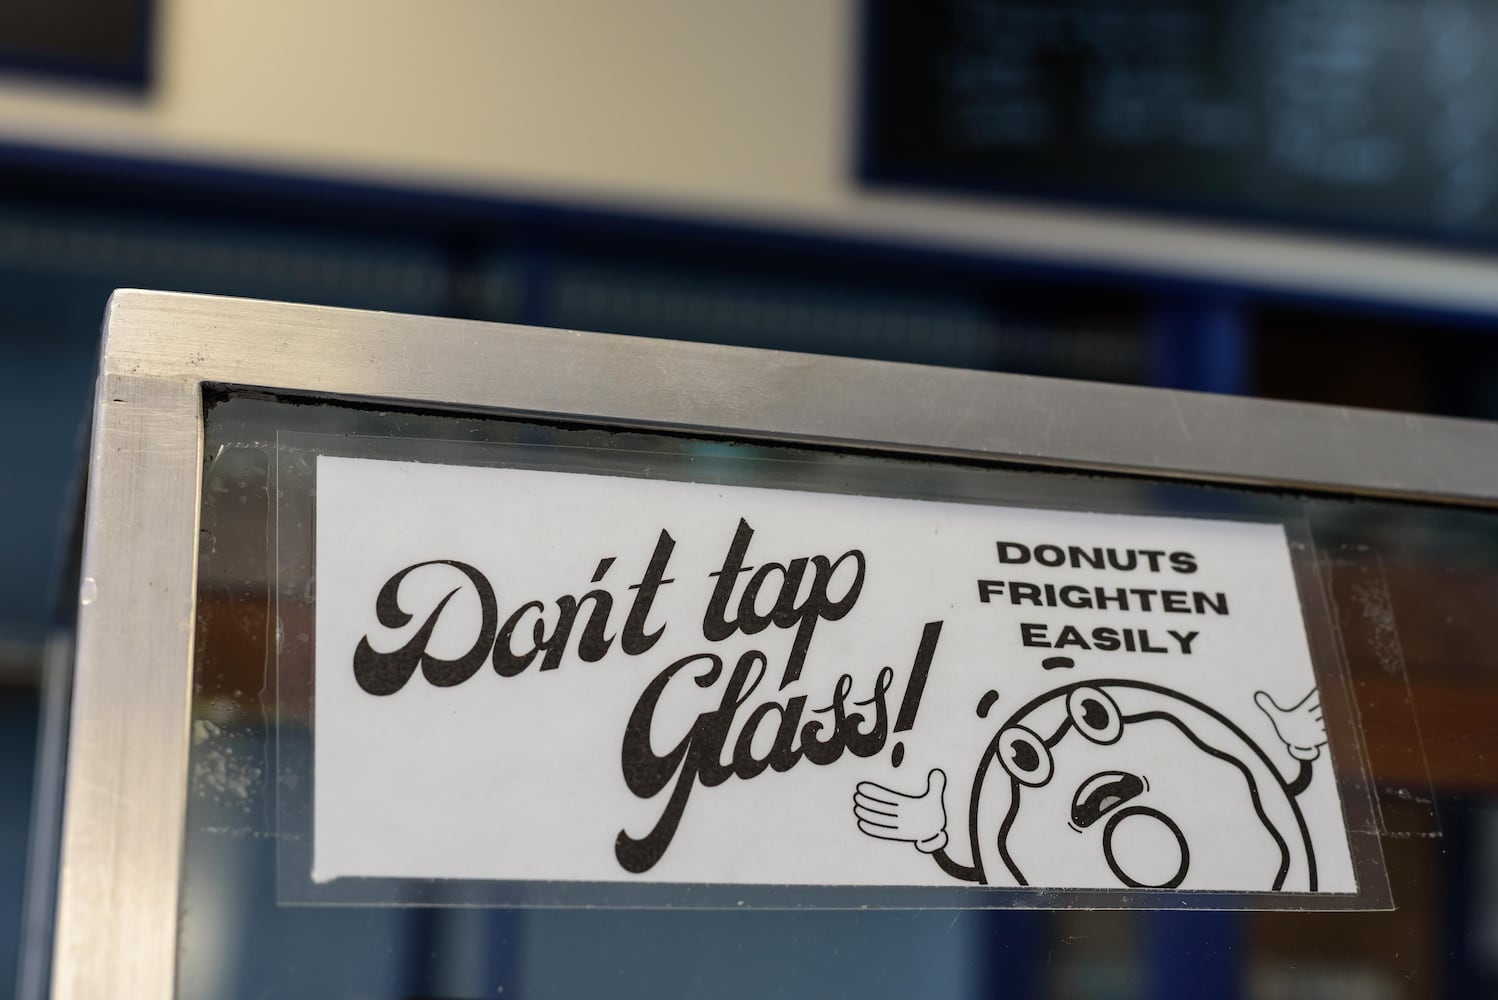 Don't tap
Glass!
DONUTS
FRIGHTEN
EASILY